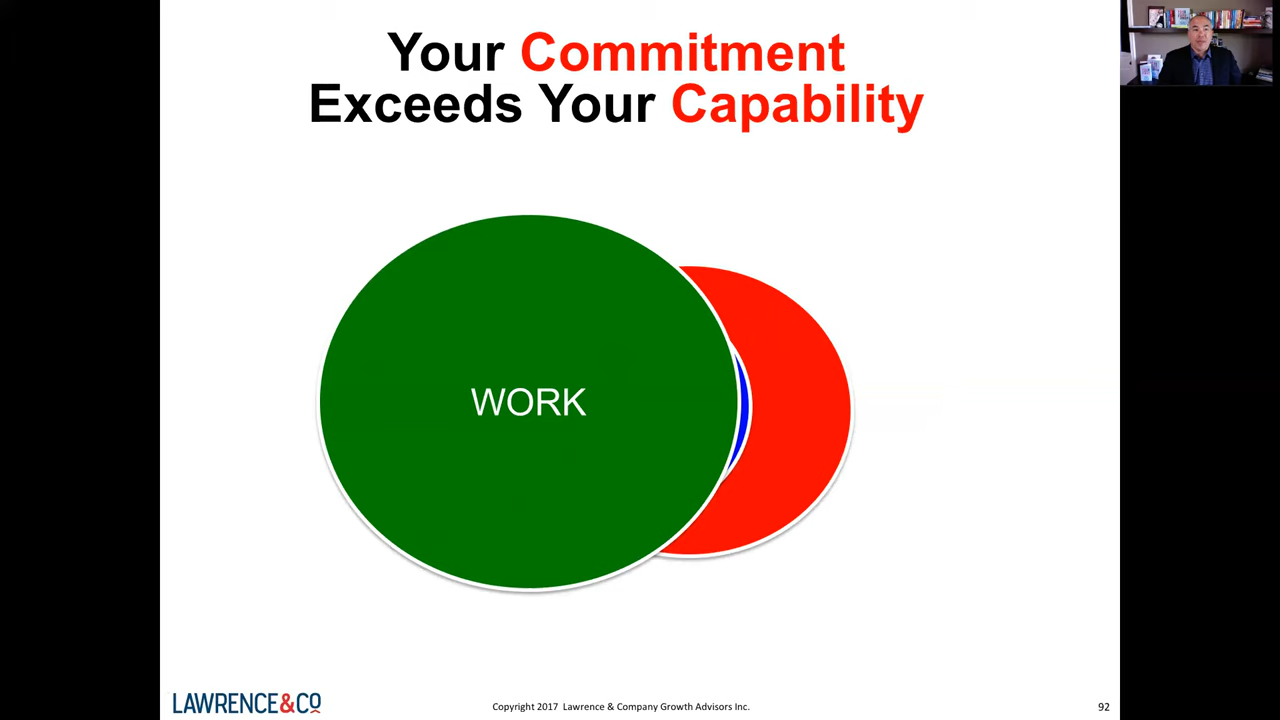 Your Commitment
Exceeds Your Capability
WORK
LAWRENCE&CO
Copyright 2017 Lawrence & Company Growth Advisors Inc.
92